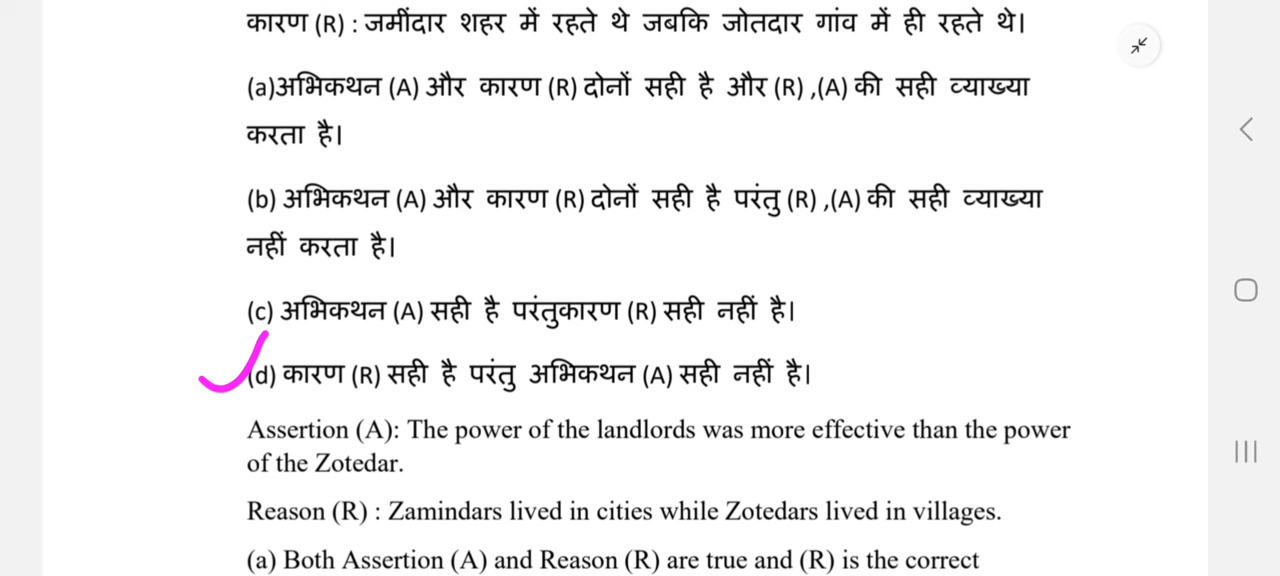 कारण (R) : जमींदार शहर में रहते थे जबकि जोतदार गांव में ही रहते थे।
(a)अभिकथन (A) और कारण (R) दोनों सही है और (R) ,(A) की सही व्याख्या
करता है।
(b) अभिकथन (A) और कारण (R) दोनों सही है परंतु (R) ,(A) की सही व्याख्या
नहीं करता है।
(c) अभिकथन (A) सही है परंतुकारण (R) सही नहीं है।
(d) कारण (R) सही है परंतु अभिकथन (A) सही नहीं है।
Assertion (A): The power of the landlords was more effective than the power
of the Zotedar.
Reason (R) : Zamindars lived in cities while Zotedars lived in villages.
(a) Both Assertion (A) and Reason (R) are true and (R) is the correct